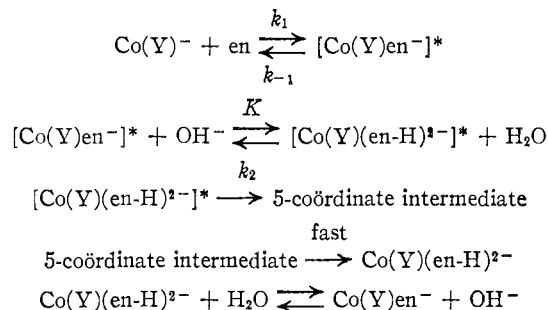 k₁
Co(Y)⁻ + en ⇌ [Co(Y)en⁻]*
k₋₁
K
[Co(Y)en⁻]* + OH⁻ ⇌ [Co(Y)(en-H)²⁻]* + H₂O
k₂
[Co(Y)(en-H)²⁻]* ⟶ 5-coördinate intermediate
fast
5-coördinate intermediate ⟶ Co(Y)(en-H)²⁻
Co(Y)(en-H)²⁻ + H₂O ⇌ Co(Y)en⁻ + OH⁻